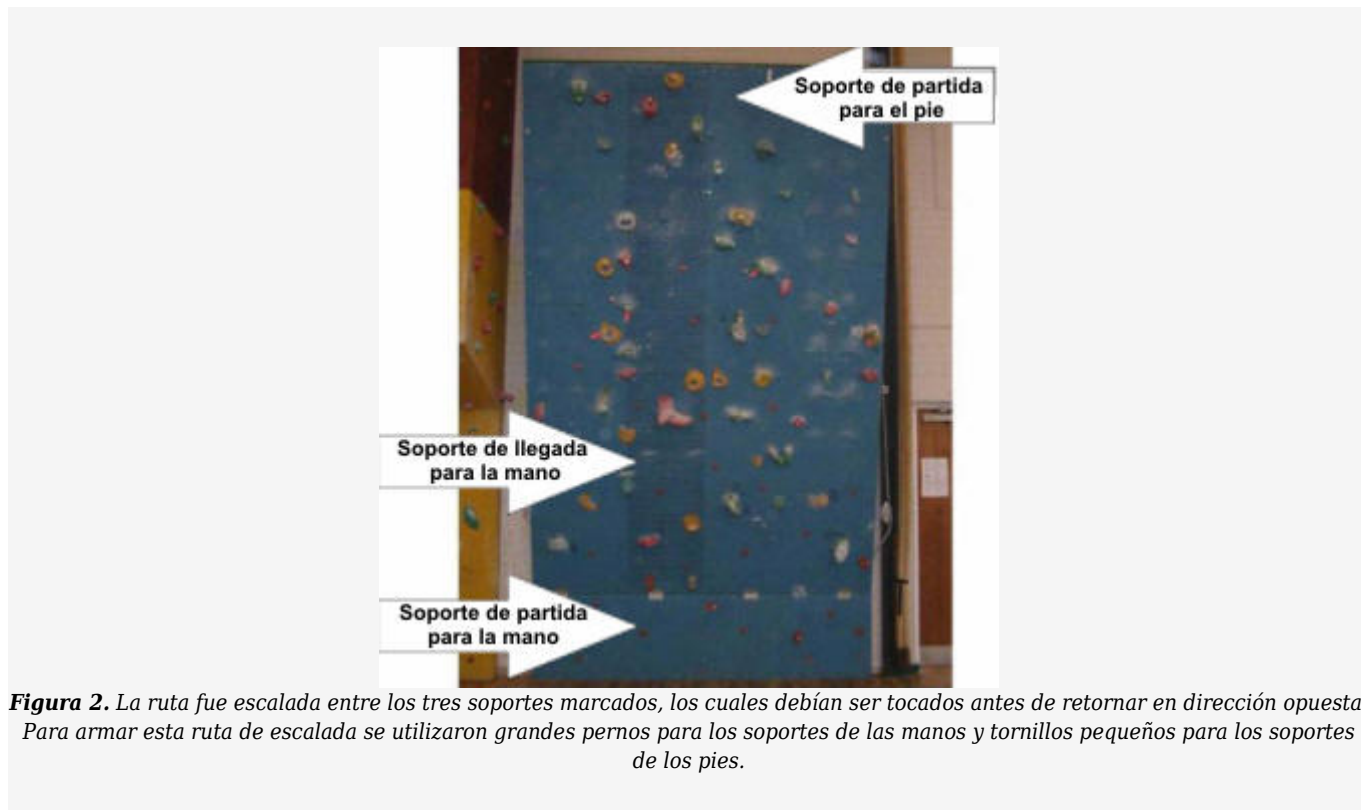 Soporte de partida
para el pie
Soporte de llegada
para la mano
Soporte de partida
para la mano
Figura 2. La ruta fue escalada entre los tres soportes marcados, los cuales debían ser tocados antes de retornar en dirección opuesta
Para armar esta ruta de escalada se utilizaron grandes pernos para los soportes de las manos y tornillos pequeños para los soportes
de los pies.